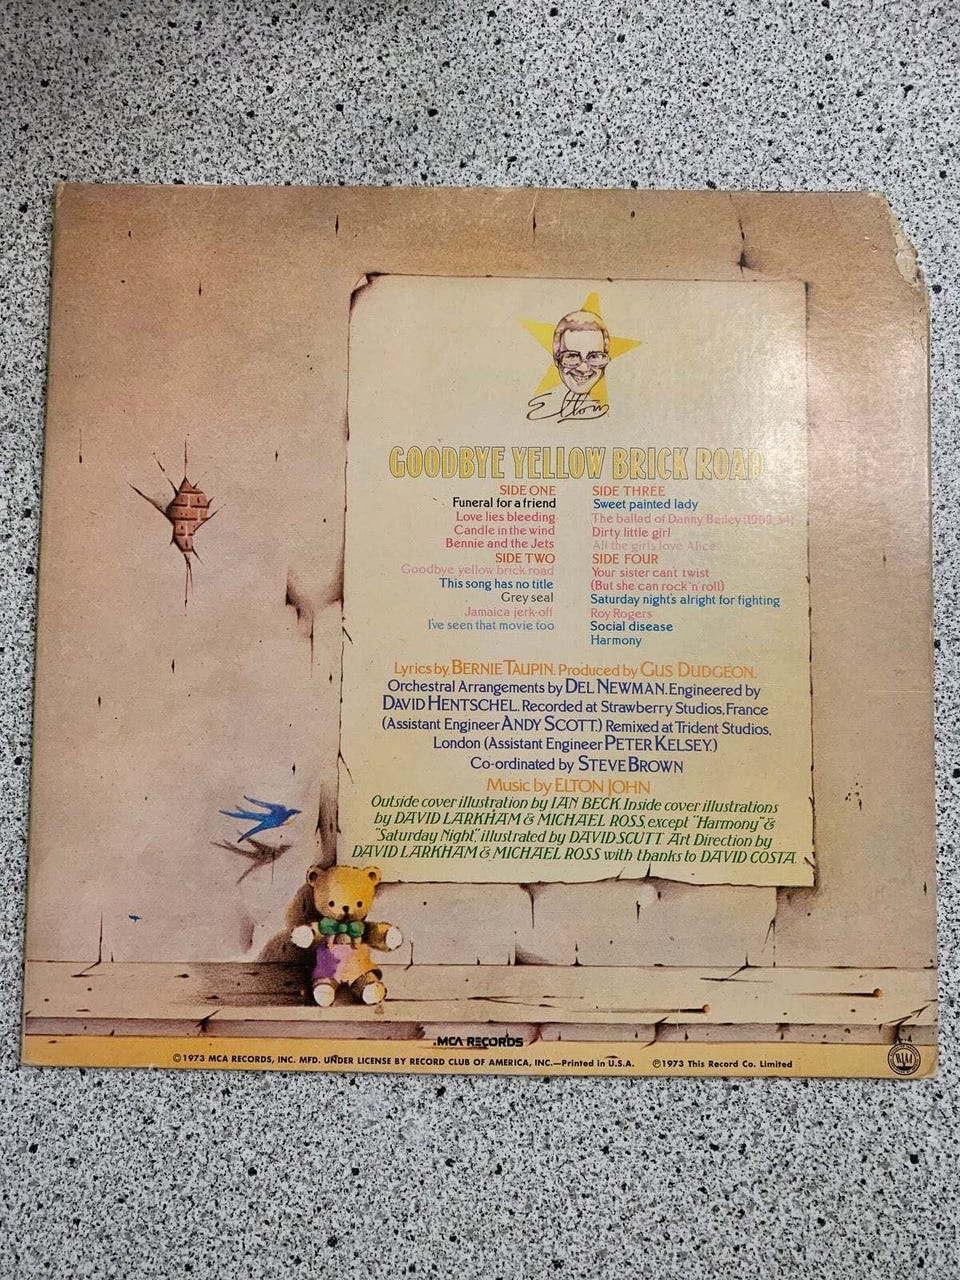 Elton
GOODBYE YELLOW BRICK ROAD
SIDE ONE
Funeral for a friend
Love lies bleeding
Candle in the wind
Bennie and the Jets
SIDE TWO
Goodbye yellow brick road
This song has no title
Grey seal
Jamaica jerk-off
I've seen that movie too
SIDE THREE
Sweet painted lady
The ballad of Danny Bailey (1909-34)
Dirty little girl
All the girls love Alice
SIDE FOUR
Your sister can't twist
(But she can rock'n roll)
Saturday night's alright for fighting
Roy Rogers
Social disease
Harmony
Lyrics by BERNIE TAUPIN. Produced by GUS DUDGEON.
Orchestral Arrangements by DEL NEWMAN. Engineered by
DAVID HENTSCHEL. Recorded at Strawberry Studios, France
(Assistant Engineer ANDY SCOTT.) Remixed at Trident Studios,
London (Assistant Engineer PETER KELSEY.)
Co-ordinated by STEVE BROWN
Music by ELTON JOHN
Outside cover illustration by IAN BECK. Inside cover illustrations
by DAVID LARKHAM & MICHAEL ROSS, except "Harmony" &
"Saturday Night" illustrated by DAVID SCUTT. Art Direction by
DAVID LARKHAM & MICHAEL ROSS with thanks to DAVID COSTA.
MCA RECORDS
©1973 MCA RECORDS, INC. MFD. UNDER LICENSE BY RECORD CLUB OF AMERICA, INC.—Printed in U.S.A. ℗1973 This Record Co. Limited
RIAA